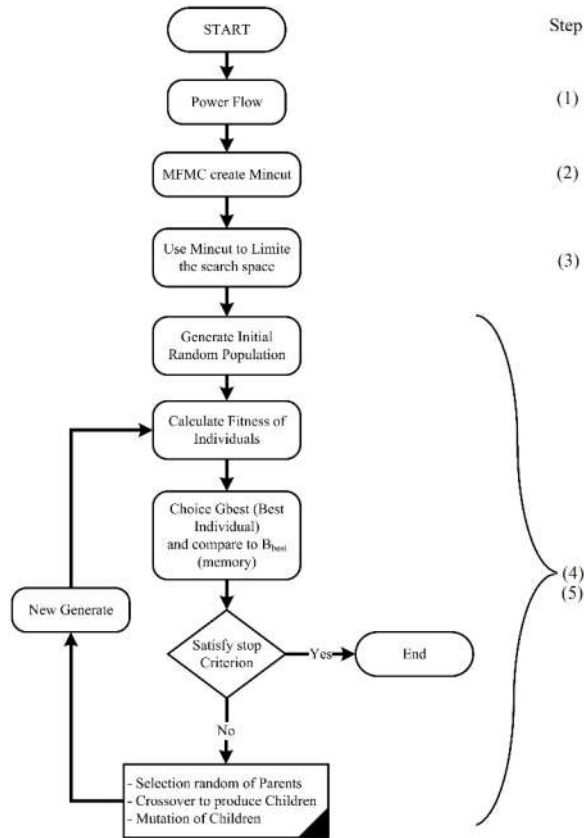 START
Step
Power Flow
(1)
MFMC create Mincut
(2)
Use Mincut to Limite
the search space
(3)
Generate Initial
Random Population
Calculate Fitness of
Individuals
Choice Gbest (Best
Individual)
and compare to Bbest
(memory)
(4)
(5)
New Generate
Satisfy stop
Criterion
Yes
End
No
- Selection random of Parents
- Crossover to produce Children
- Mutation of Children